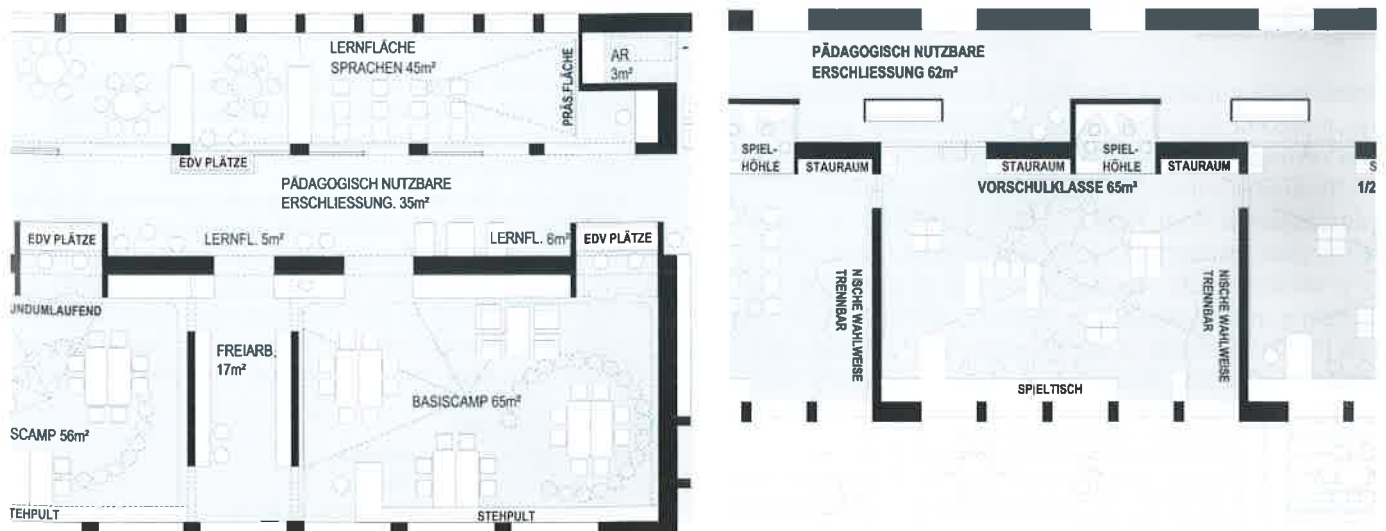 LERNFLÄCHE
SPRACHEN 45m²
PRÄS.FLÄCHE
AR
3m²
EDV PLÄTZE
PÄDAGOGISCH NUTZBARE
ERSCHLIESSUNG. 35m²
EDV PLÄTZE
LERNFL. 5m²
LERNFL. 6m²
EDV PLÄTZE
UNDUMLAUFEND
FREIARB.
17m²
BASISCAMP 65m²
SCAMP 56m²
TEHPULT
STEHPULT
PÄDAGOGISCH NUTZBARE
ERSCHLIESSUNG 62m²
SPIEL-
HÖHLE
STAURAUM
STAURAUM
SPIEL-
HÖHLE
STAURAUM
S
VORSCHULKLASSE 65m²
1/2
NISCHE WAHLWEISE
TRENNBAR
NISCHE WAHLWEISE
TRENNBAR
SPIELTISCH